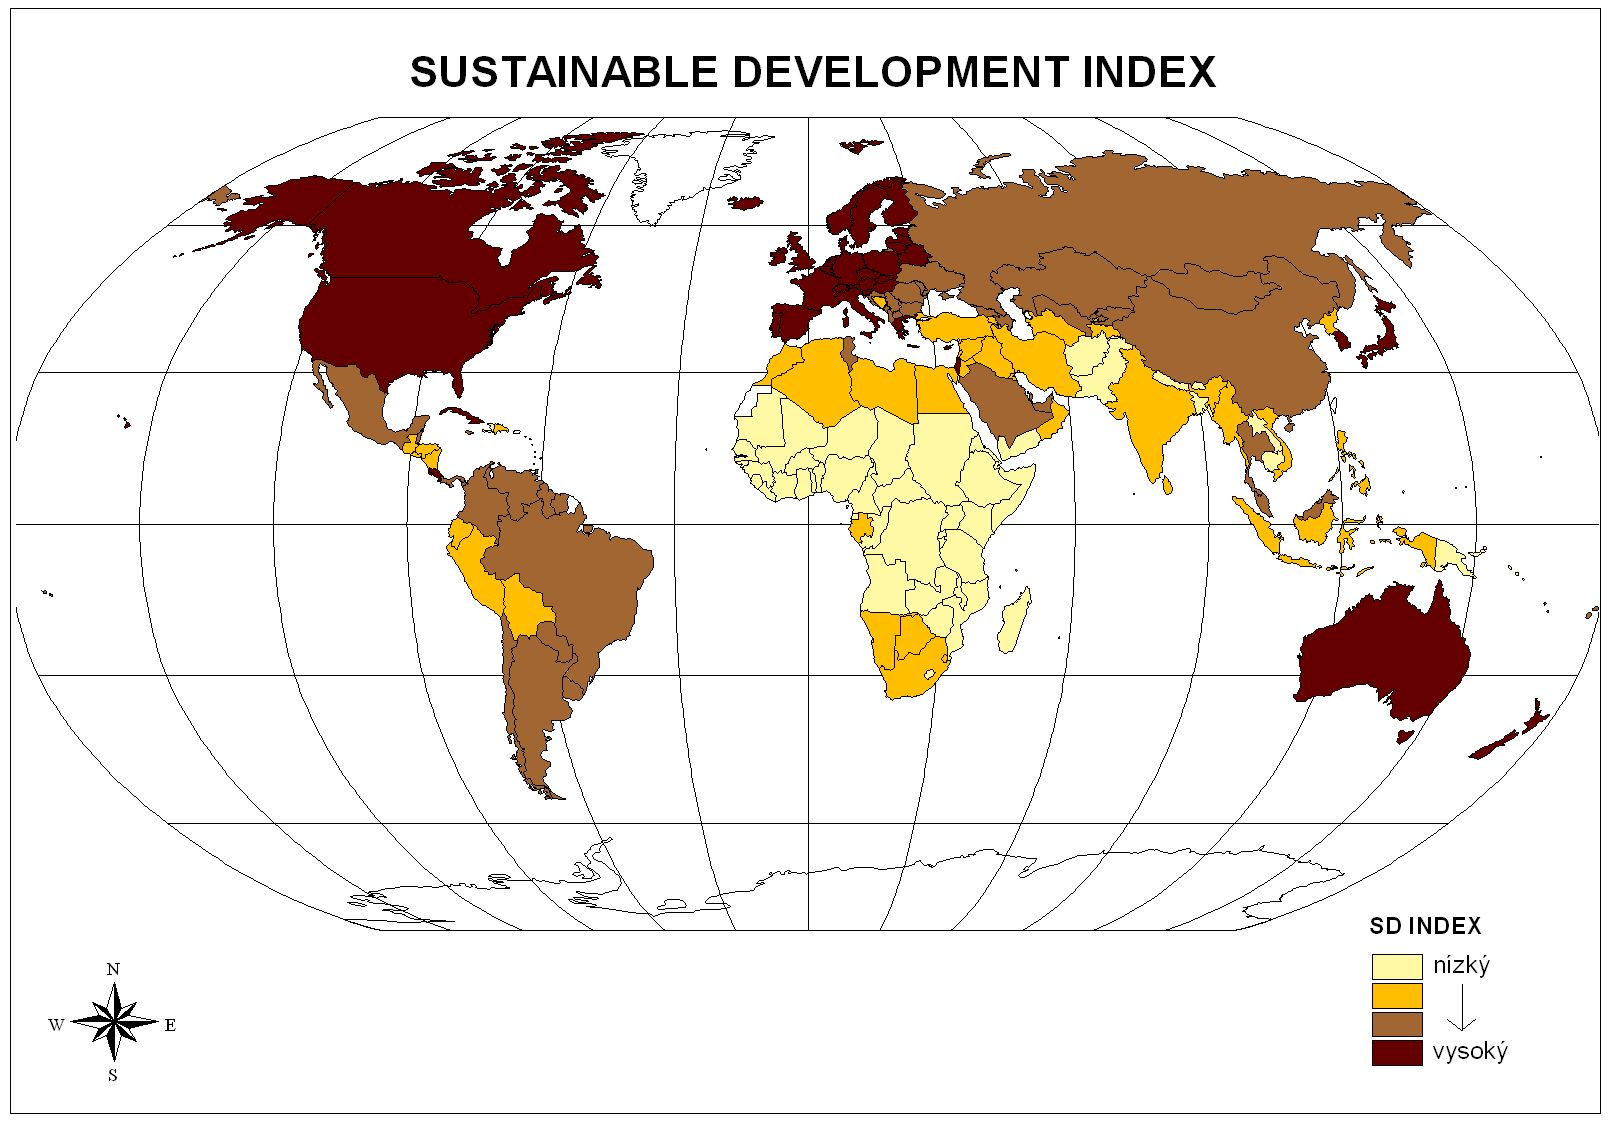 SUSTAINABLE DEVELOPMENT INDEX
SD INDEX
nízký
vysoký
N
W E
S